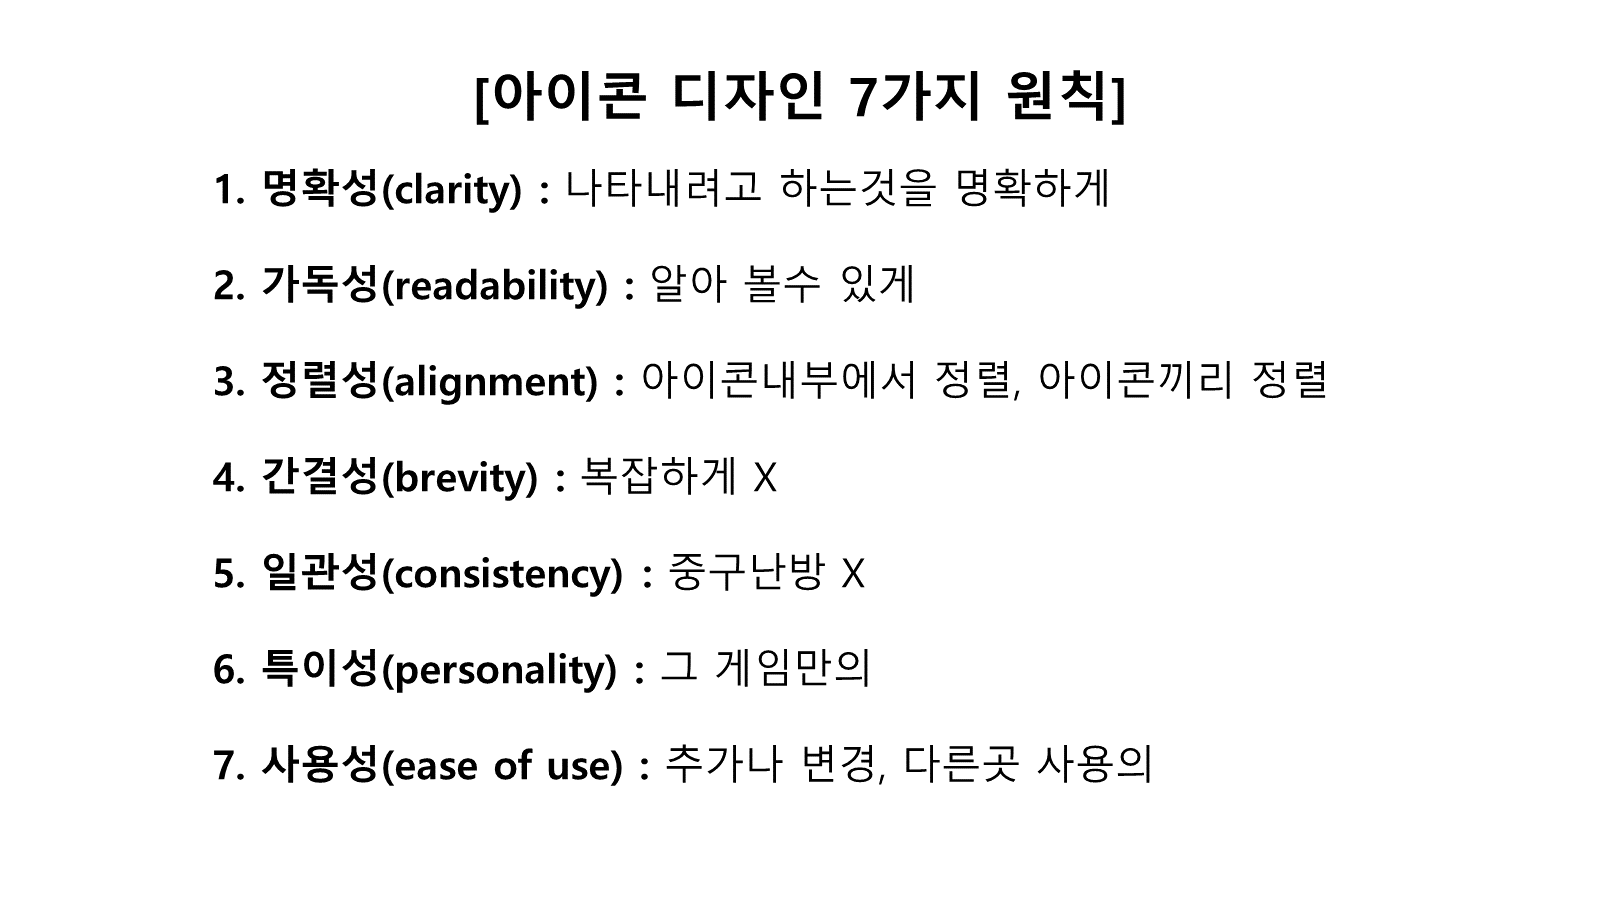 [아이콘 디자인 7가지 원칙]
1. 명확성(clarity) : 나타내려고 하는것을 명확하게
2. 가독성(readability) : 알아 볼수 있게
3. 정렬성(alignment) : 아이콘내부에서 정렬, 아이콘끼리 정렬
4. 간결성(brevity) : 복잡하게 X
5. 일관성(consistency) : 중구난방 X
6. 특이성(personality) : 그 게임만의
7. 사용성(ease of use) : 추가나 변경, 다른곳 사용의